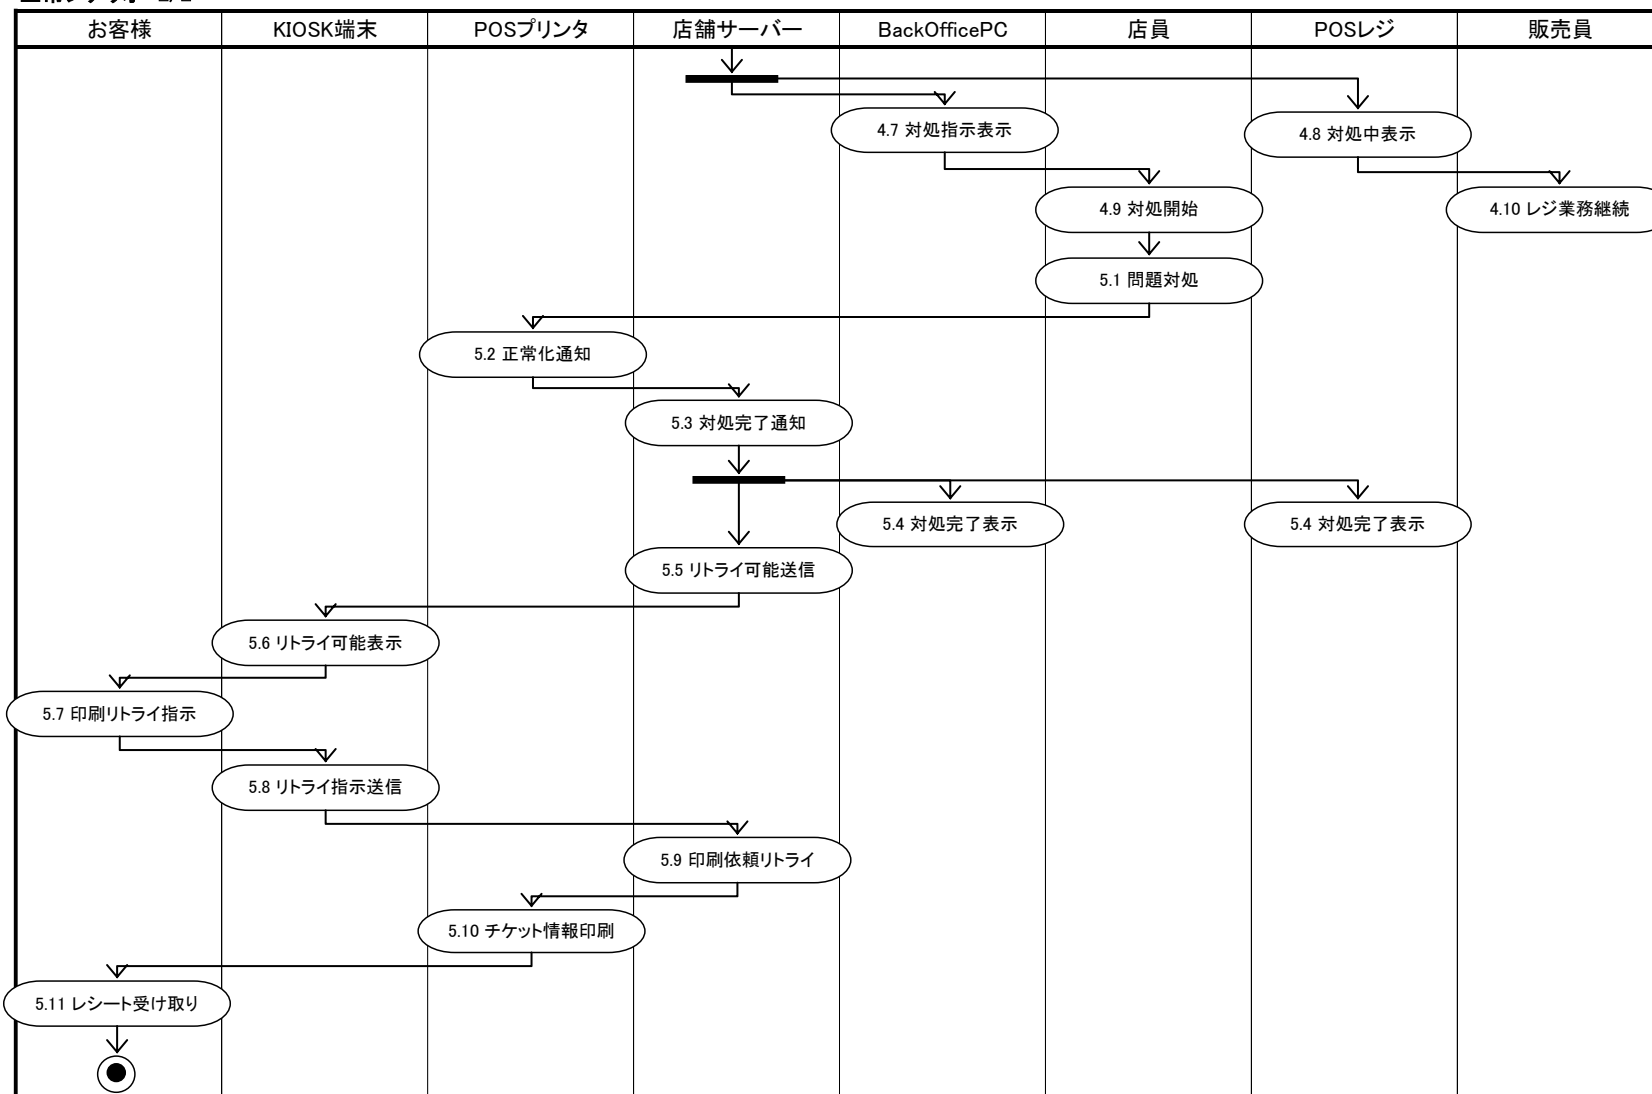 お客様 KIOSK端末 POSプリンタ 店舗サーバー BackOfficePC 店員 POSレジ 販売員
4.7 対処指示表示
4.8 対処中表示
4.9 対処開始
4.10 レジ業務継続
5.1 問題対処
5.2 正常化通知
5.3 対処完了通知
5.4 対処完了表示
5.4 対処完了表示
5.5 リトライ可能送信
5.6 リトライ可能表示
5.7 印刷リトライ指示
5.8 リトライ指示送信
5.9 印刷依頼リトライ
5.10 チケット情報印刷
5.11 レシート受け取り